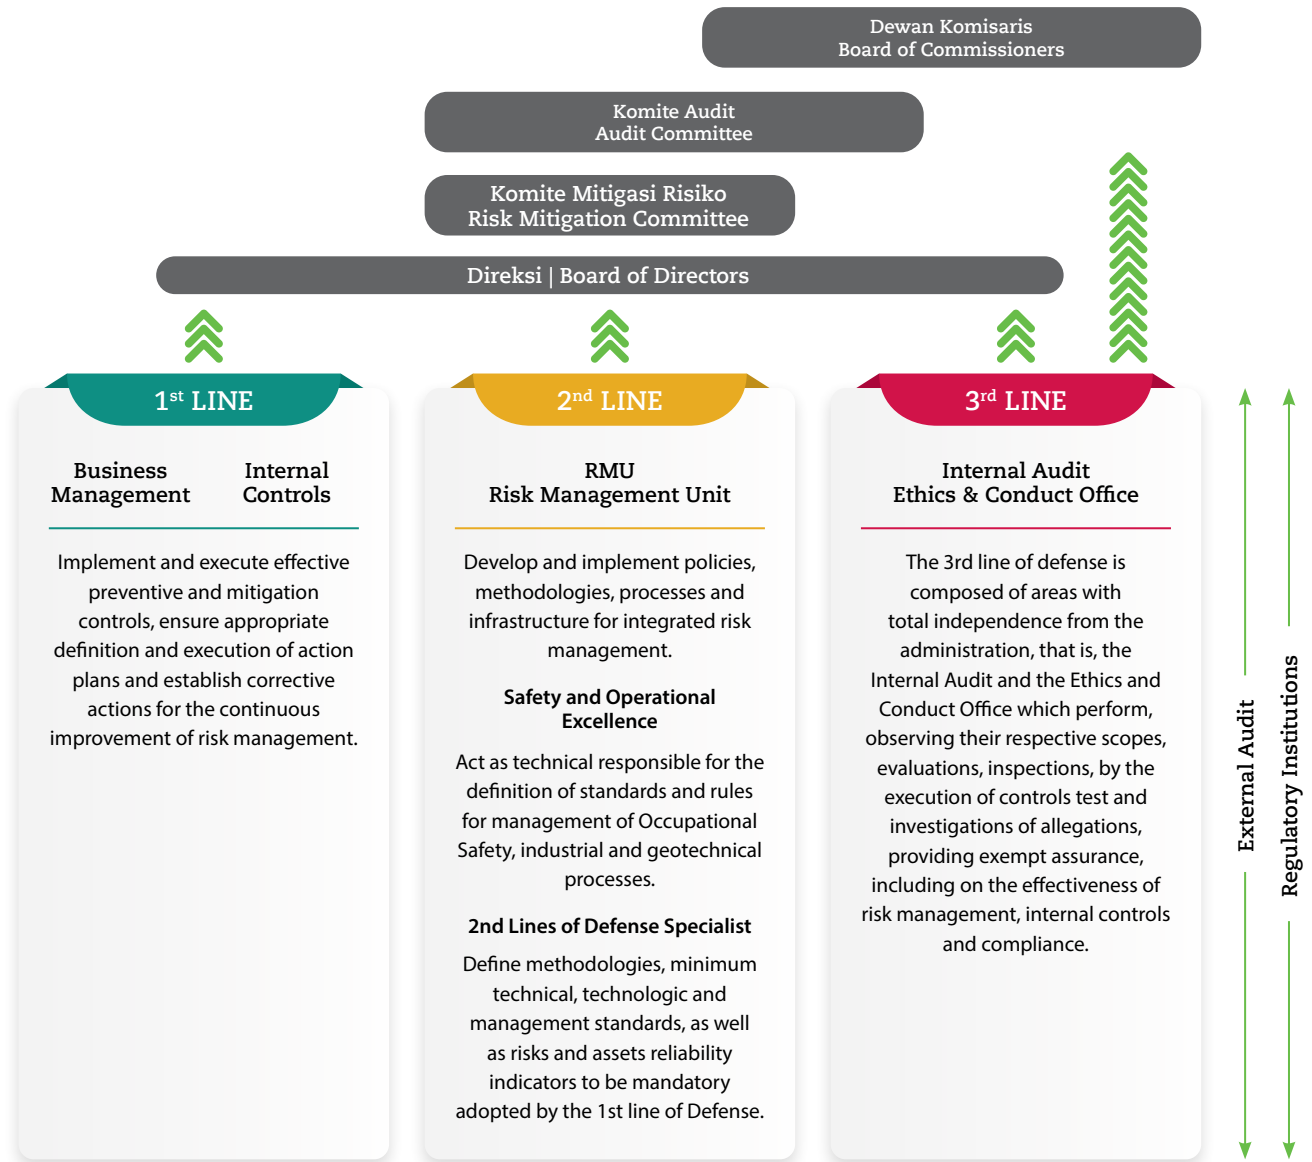 Dewan Komisaris
Board of Commissioners
Komite Audit
Audit Committee
Komite Mitigasi Risiko
Risk Mitigation Committee
Direksi | Board of Directors
1st LINE
Business
Management
Internal
Controls
Implement and execute effective
preventive and mitigation
controls, ensure appropriate
definition and execution of action
plans and establish corrective
actions for the continuous
improvement of risk management.
2nd LINE
RMU
Risk Management Unit
Develop and implement policies,
methodologies, processes and
infrastructure for integrated risk
management.
Safety and Operational
Excellence
Act as technical responsible for the
definition of standards and rules
for management of Occupational
Safety, industrial and geotechnical
processes.
2nd Lines of Defense Specialist
Define methodologies, minimum
technical, technologic and
management standards, as well
as risks and assets reliability
indicators to be mandatory
adopted by the 1st line of Defense.
3rd LINE
Internal Audit
Ethics & Conduct Office
The 3rd line of defense is
composed of areas with
total independence from the
administration, that is, the
Internal Audit and the Ethics and
Conduct Office which perform,
observing their respective scopes,
evaluations, inspections, by the
execution of controls test and
investigations of allegations,
providing exempt assurance,
including on the effectiveness of
risk management, internal controls
and compliance.
External Audit
Regulatory Institutions